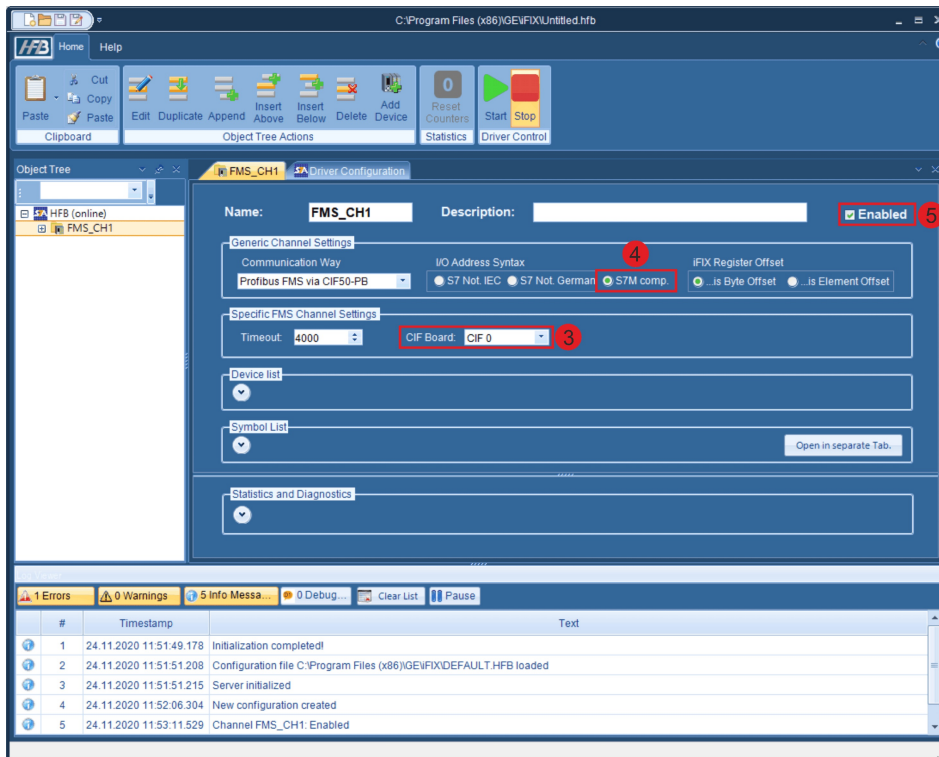 C:\Program Files (x86)\GE\iFIX\Untitled.hfb
HFB Home Help
Paste
Cut
Copy
Paste
Clipboard
Edit Duplicate Append Insert Above Insert Below Delete Add Device
Object Tree Actions
0
Reset Counters
Statistics
Start Stop
Driver Control
Object Tree
HFB (online)
FMS_CH1
FMS_CH1 Driver Configuration
Name: FMS_CH1 Description: Enabled 5
Generic Channel Settings
4
Communication Way I/O Address Syntax iFIX Register Offset
Profibus FMS via CIF50-PB S7 Not. IEC S7 Not. German S7M comp. ...is Byte Offset ...is Element Offset
Specific FMS Channel Settings
Timeout: 4000 CIF Board: CIF 0 3
Device list
Symbol List
Open in separate Tab.
Statistics and Diagnostics
1 Errors 0 Warnings 5 Info Messa... 0 Debug... Clear List Pause
# Timestamp Text
1 24.11.2020 11:51:49.178 Initialization completed!
2 24.11.2020 11:51:51.208 Configuration file C:\Program Files (x86)\GE\iFIX\DEFAULT.HFB loaded
3 24.11.2020 11:51:51.215 Server initialized
4 24.11.2020 11:52:06.304 New configuration created
5 24.11.2020 11:53:11.529 Channel FMS_CH1: Enabled